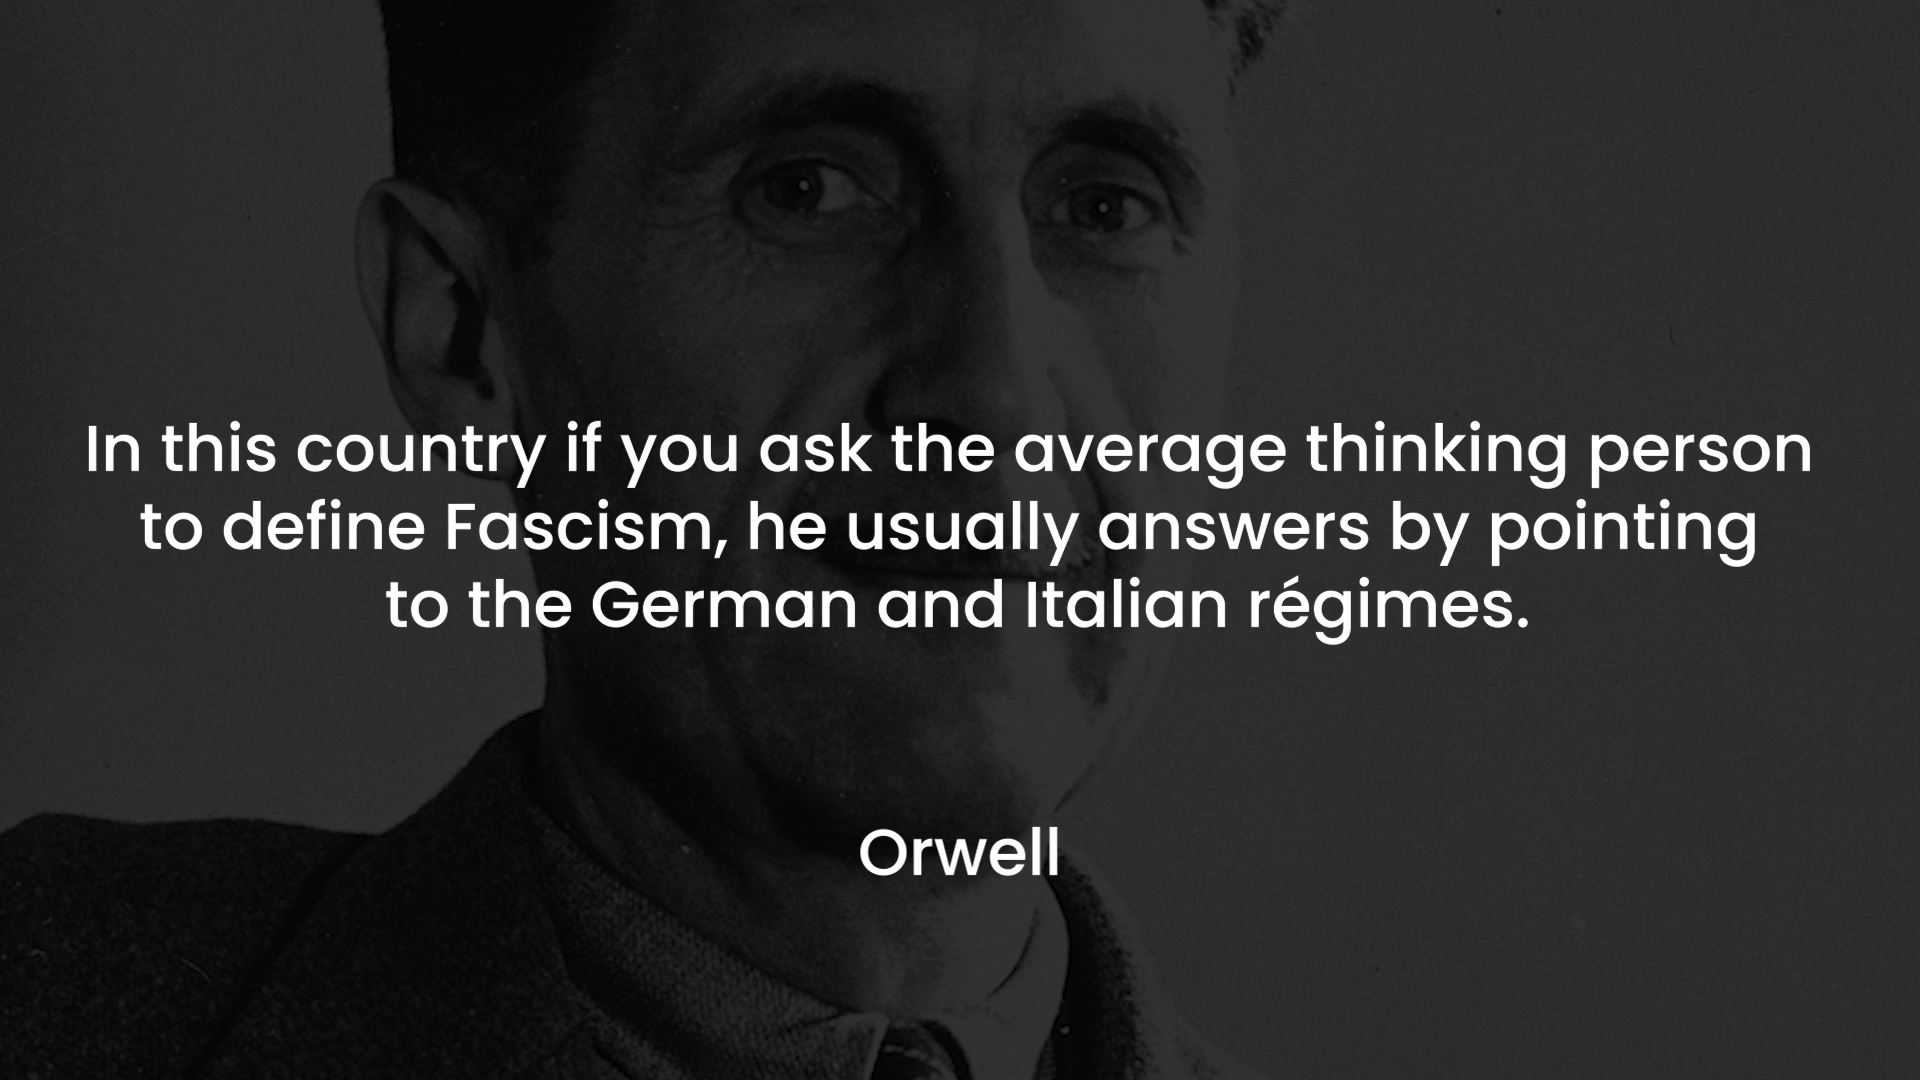 In this country if you ask the average thinking person
to define Fascism, he usually answers by pointing
to the German and Italian régimes.
Orwell